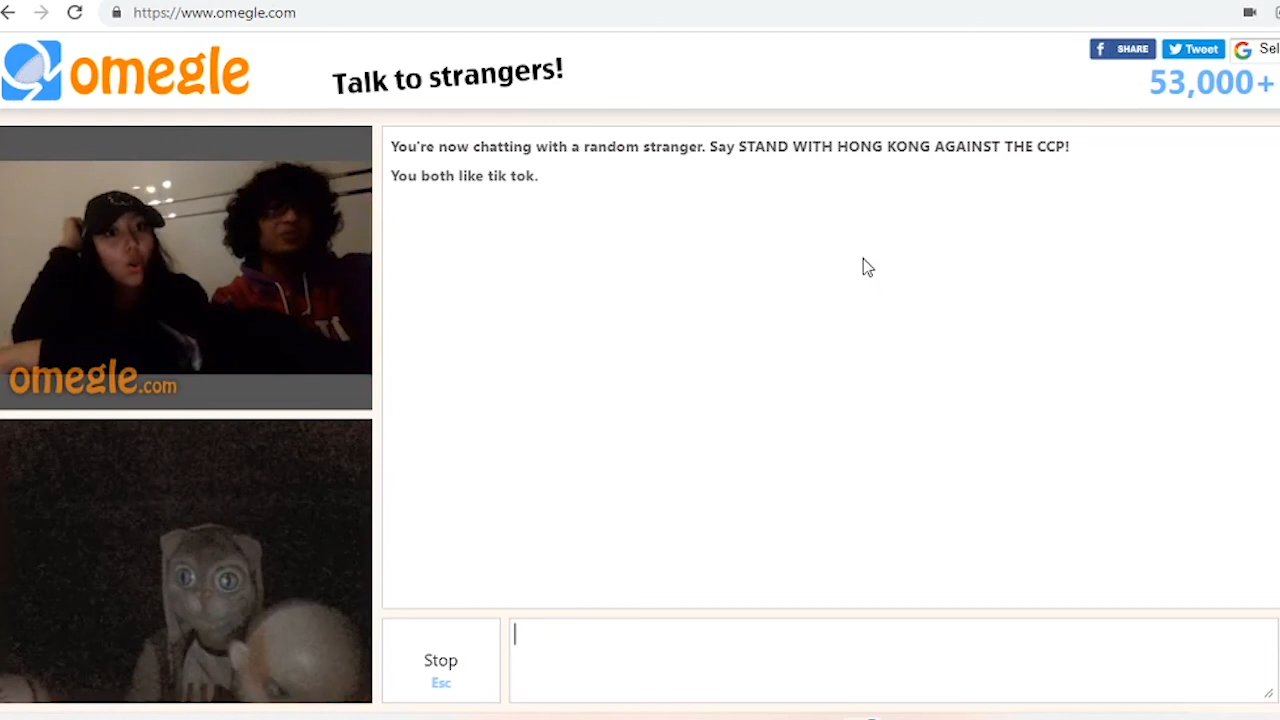 https://www.omegle.com
omegle
Talk to strangers!
SHARE
Tweet
G Sel
53,000+
You're now chatting with a random stranger. Say STAND WITH HONG KONG AGAINST THE CCP!
You both like tik tok.
omegle.com
Stop
Esc